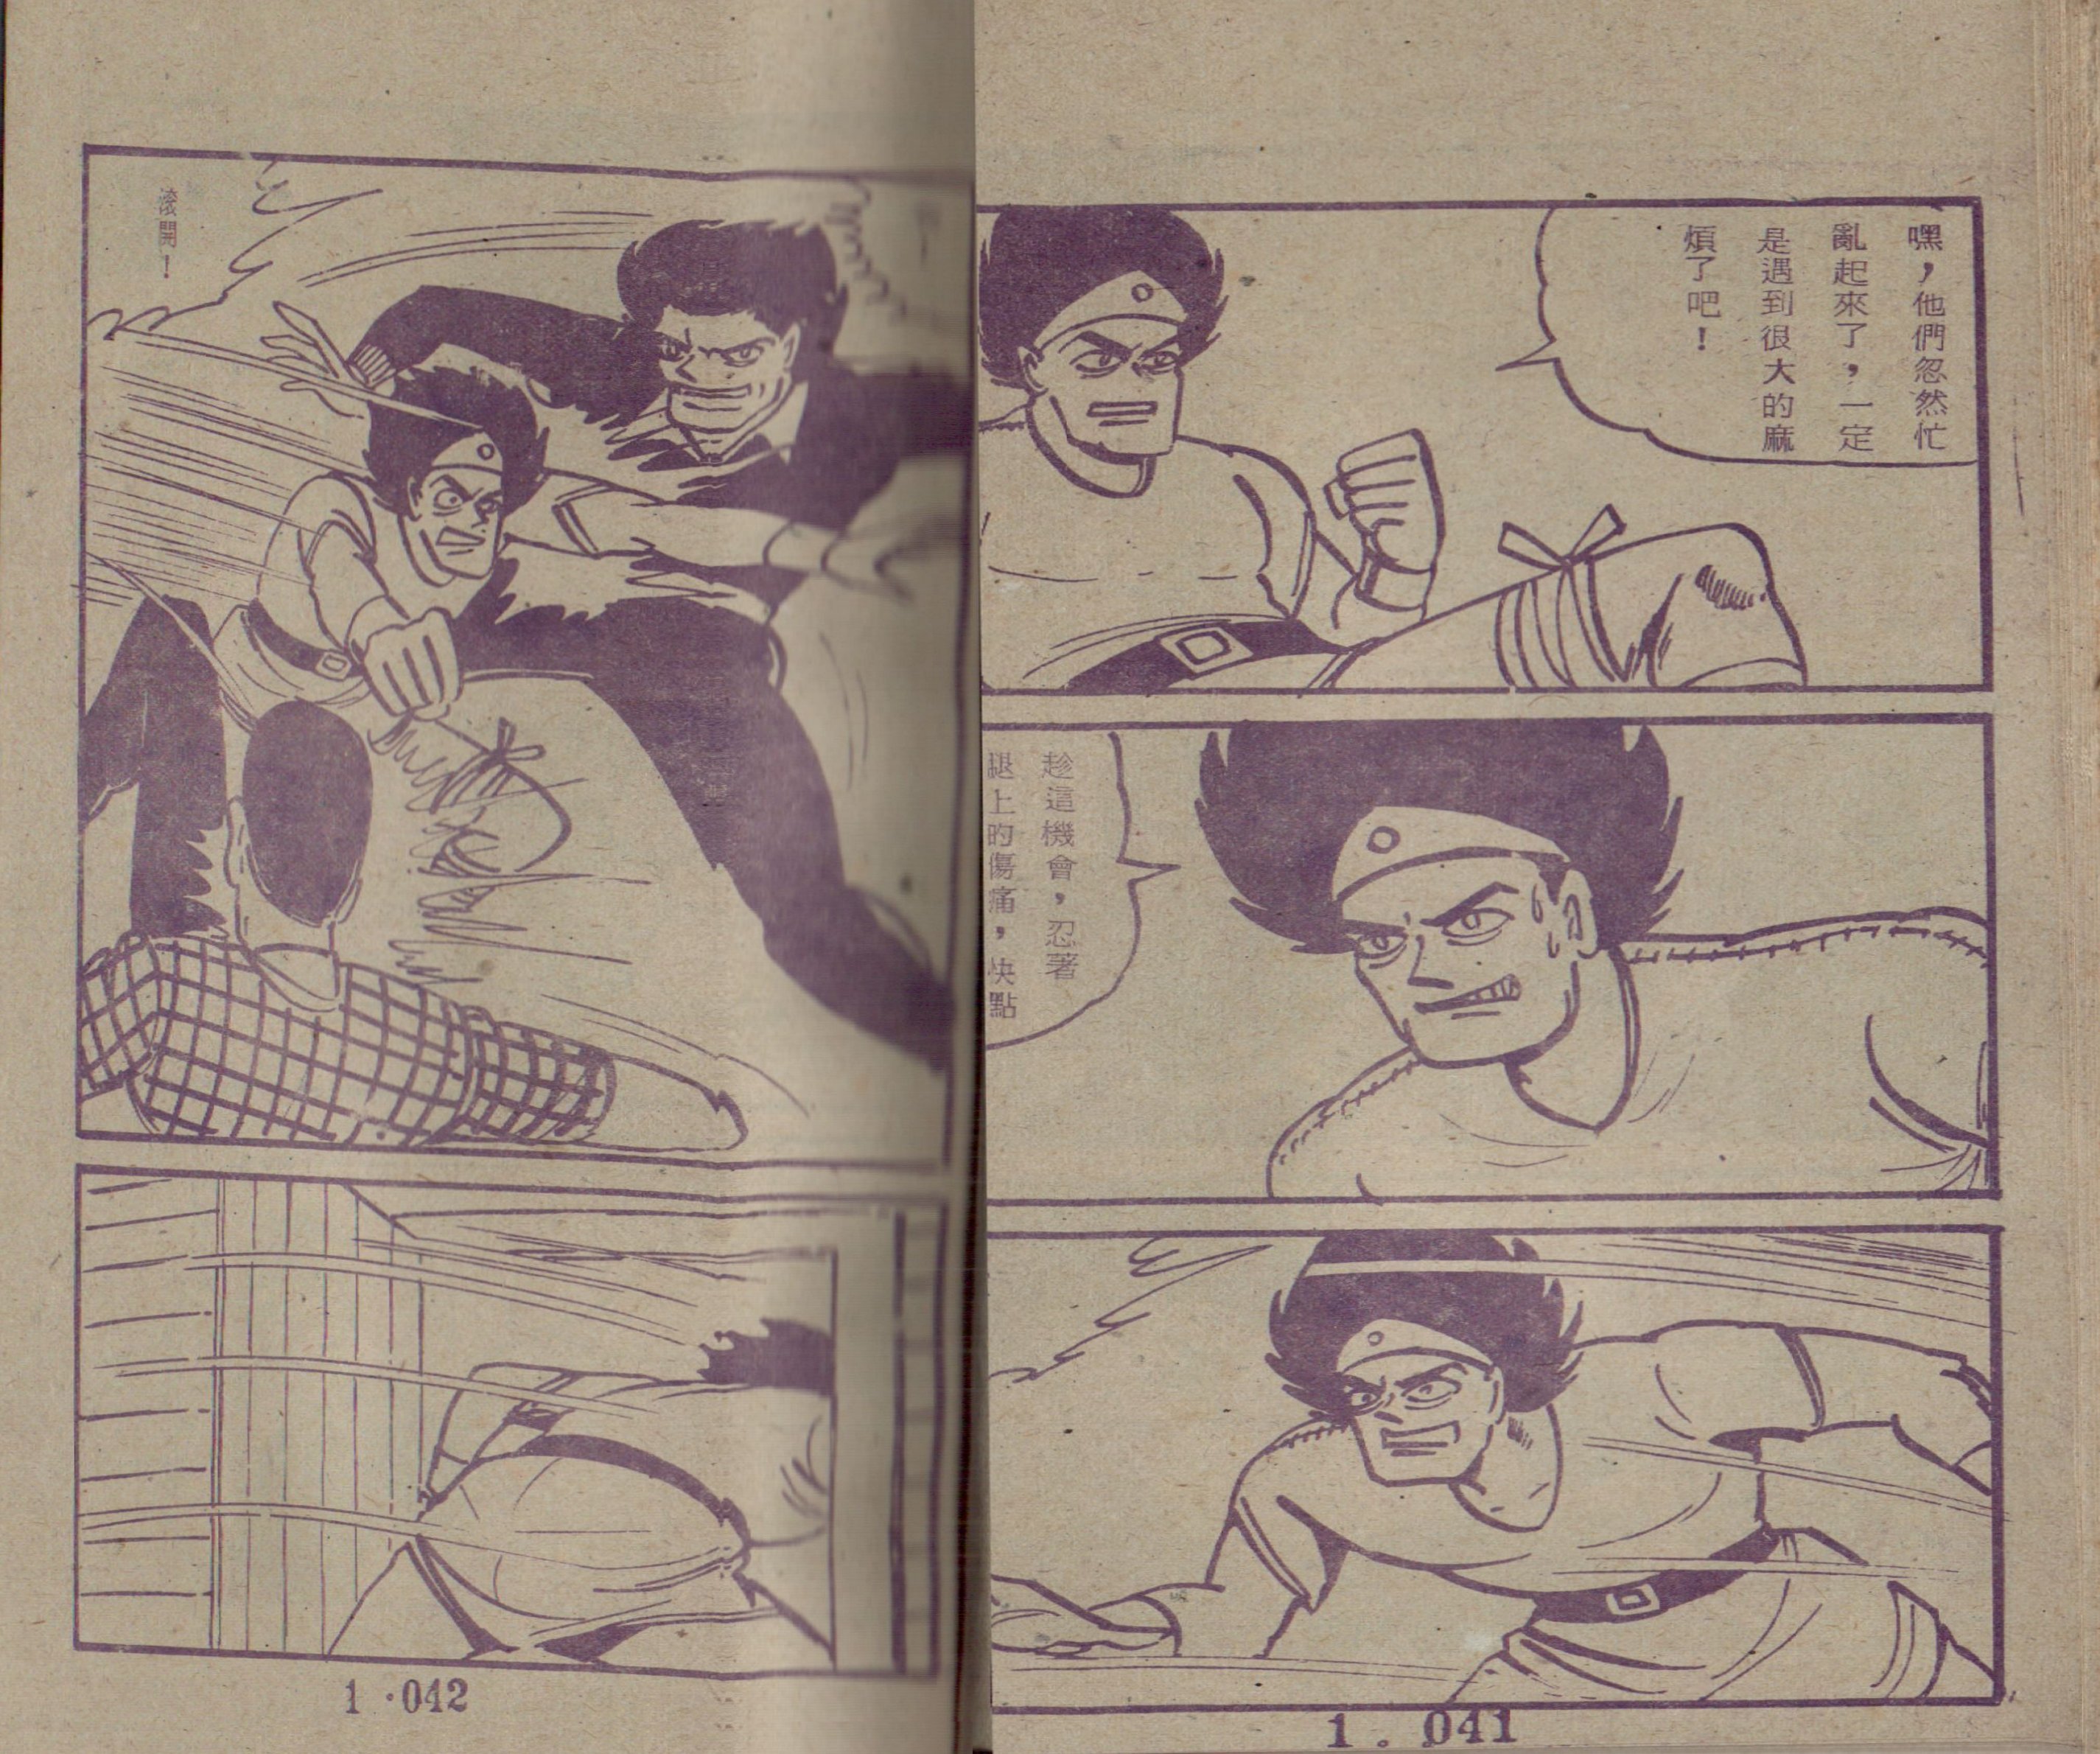 嘿，他們忽然忙
亂起來了，一定
是遇到很大的麻
煩了吧！
趁這機會，忍著
腿上的傷痛，快點
1.041
滾開！
1·042